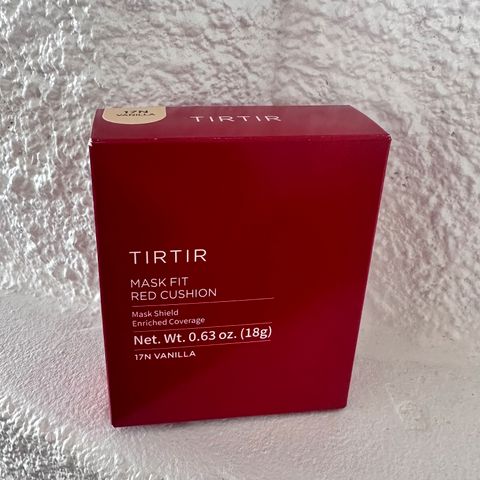 17N
VANILLA
TIRTIR
TIRTIR
MASK FIT
RED CUSHION
Mask Shield
Enriched Coverage
Net. Wt. 0.63 oz. (18g)
17N VANILLA